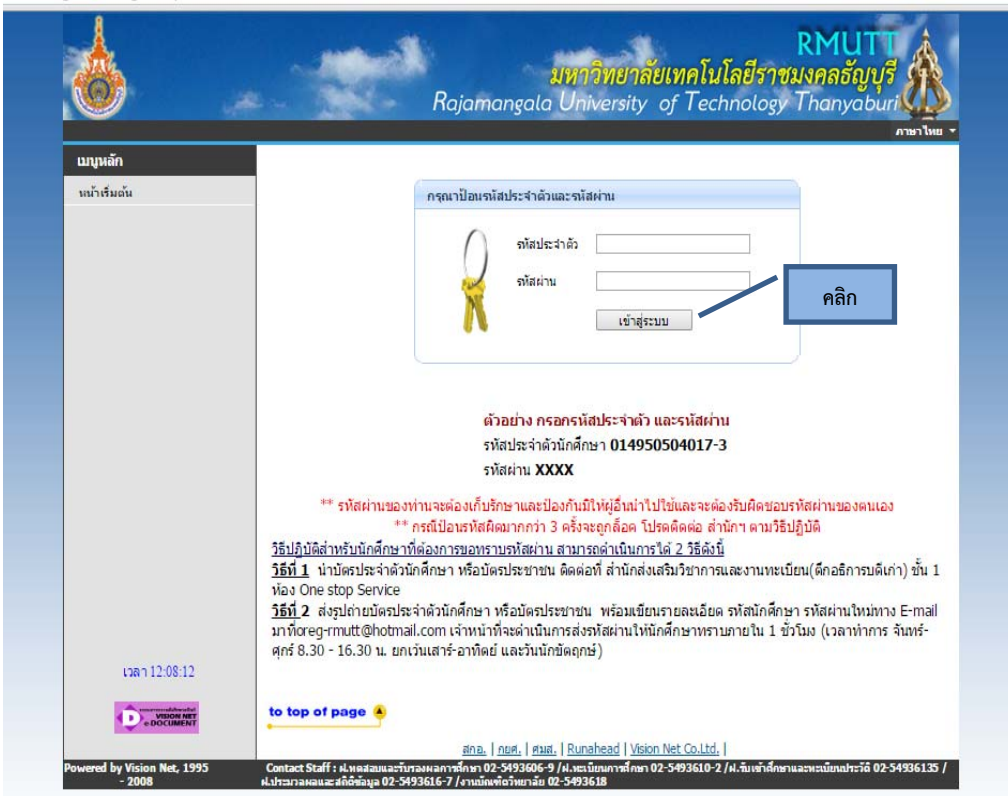 RMUTT
มหาวิทยาลัยเทคโนโลยีราชมงคลธัญบุรี
Rajamangala University of Technology Thanyaburi
ภาษาไทย
เมนูหลัก
หน้าเริ่มต้น
กรุณาป้อนรหัสประจำตัวและรหัสผ่าน
รหัสประจำตัว
รหัสผ่าน
คลิก
เข้าสู่ระบบ
ตัวอย่าง กรอกรหัสประจำตัว และรหัสผ่าน
รหัสประจำตัวนักศึกษา 014950504017-3
รหัสผ่าน XXXX
** รหัสผ่านของท่านจะต้องเก็บรักษาและป้องกันมิให้ผู้อื่นนำไปใช้และจะต้องรับผิดชอบรหัสผ่านของตนเอง
** กรณีป้อนรหัสผิดมากกว่า 3 ครั้งจะถูกล็อค โปรดติดต่อ สำนักฯ ตามวิธีปฏิบัติ
วิธีปฏิบัติสำหรับนักศึกษาที่ต้องการขอทราบรหัสผ่าน สามารถดำเนินการได้ 2 วิธีดังนี้
วิธีที่ 1 นำบัตรประจำตัวนักศึกษา หรือบัตรประชาชน ติดต่อที่ สำนักส่งเสริมวิชาการและงานทะเบียน(ตึกอธิการบดีเก่า) ชั้น 1
ห้อง One stop Service
วิธีที่ 2 ส่งรูปถ่ายบัตรประจำตัวนักศึกษา หรือบัตรประชาชน พร้อมเขียนรายละเอียด รหัสนักศึกษา รหัสผ่านใหม่ทาง E-mail
มาที่oreg-rmutt@hotmail.com เจ้าหน้าที่จะดำเนินการส่งรหัสผ่านให้นักศึกษาทราบภายใน 1 ชั่วโมง (เวลาทำการ จันทร์-
ศุกร์ 8.30 - 16.30 น. ยกเว้นเสาร์-อาทิตย์ และวันนักขัตฤกษ์)
เวลา 12:08:12
VISION NET
e-DOCUMENT
to top of page
สกอ. | กยศ. | ศมส. | Runahead | Vision Net Co.Ltd. |
Powered by Vision Net, 1995
- 2008
Contact Staff : ฝ.ทดสอบและรับรองผลการศึกษา 02-5493606-9 /ฝ.ทะเบียนการศึกษา 02-5493610-2 /ฝ.รับเข้าศึกษาและทะเบียนประวัติ 02-54936135 /
ฝ.ประมวลผลและสถิติข้อมูล 02-5493616-7 /งานบัณฑิตวิทยาลัย 02-5493618